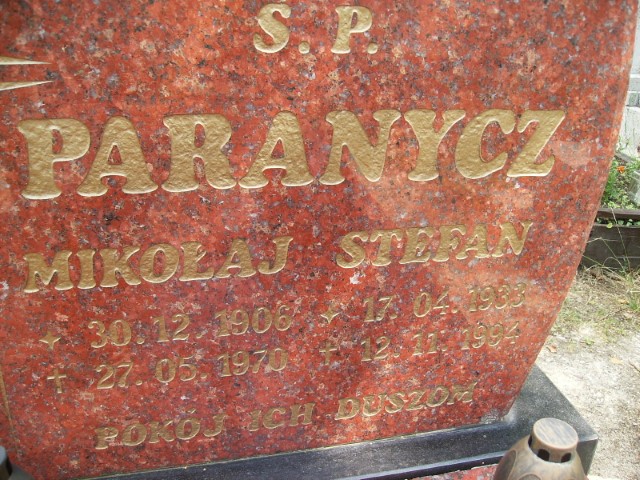 Ś. P.
PARANYCZ
MIKOŁAJ STEFAN
30.12.1906 17.04.1933
† 27.05.1970 † 12.11.1994
POKÓJ ICH DUSZOM